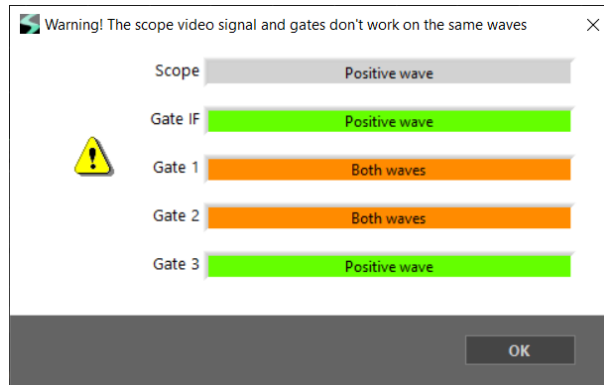 Warning! The scope video signal and gates don't work on the same waves
Scope Positive wave
Gate IF Positive wave
Gate 1 Both waves
Gate 2 Both waves
Gate 3 Positive wave
OK